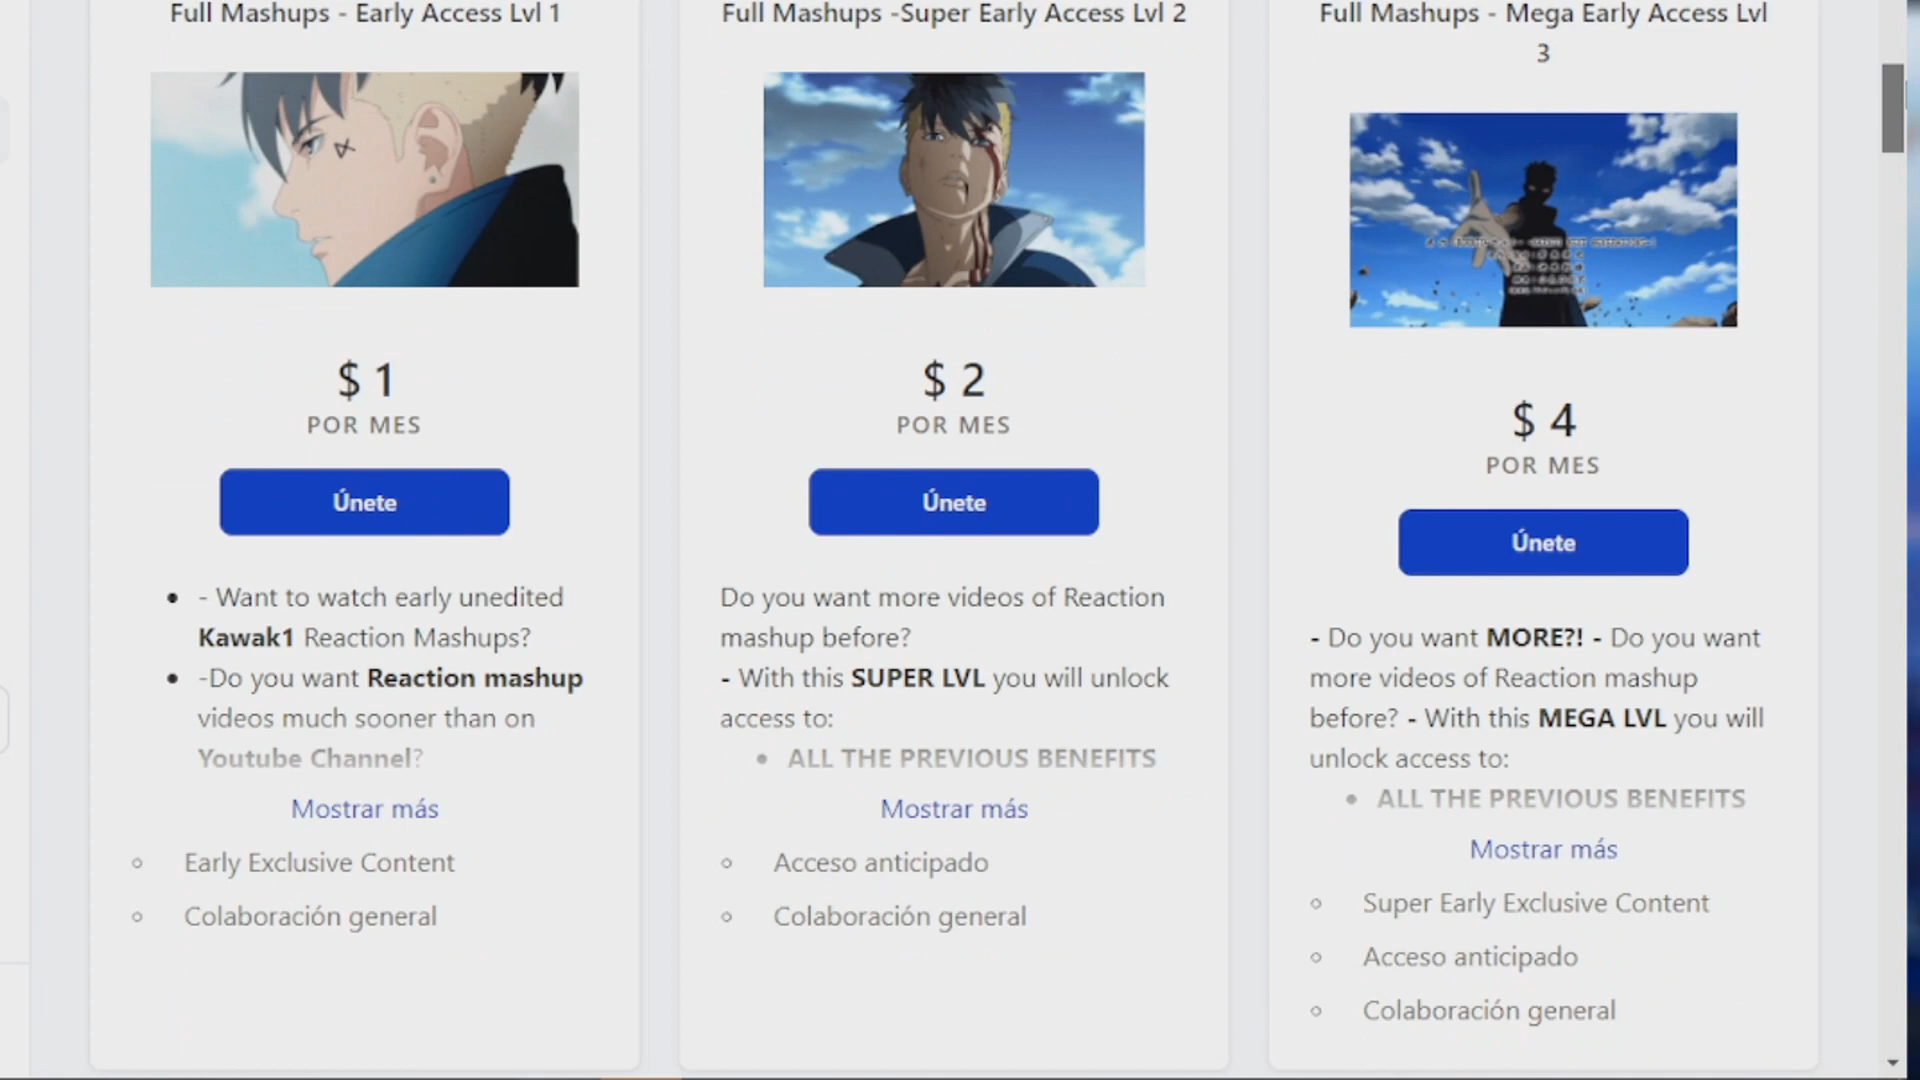 Full Mashups - Early Access Lvl 1
$ 1
POR MES
Únete
- Want to watch early unedited
Kawak1 Reaction Mashups?
-Do you want Reaction mashup
videos much sooner than on
Youtube Channel?
Mostrar más
Early Exclusive Content
Colaboración general
Full Mashups -Super Early Access Lvl 2
$ 2
POR MES
Únete
Do you want more videos of Reaction
mashup before?
- With this SUPER LVL you will unlock
access to:
ALL THE PREVIOUS BENEFITS
Mostrar más
Acceso anticipado
Colaboración general
Full Mashups - Mega Early Access Lvl
3
$ 4
POR MES
Únete
- Do you want MORE?! - Do you want
more videos of Reaction mashup
before? - With this MEGA LVL you will
unlock access to:
ALL THE PREVIOUS BENEFITS
Mostrar más
Super Early Exclusive Content
Acceso anticipado
Colaboración general